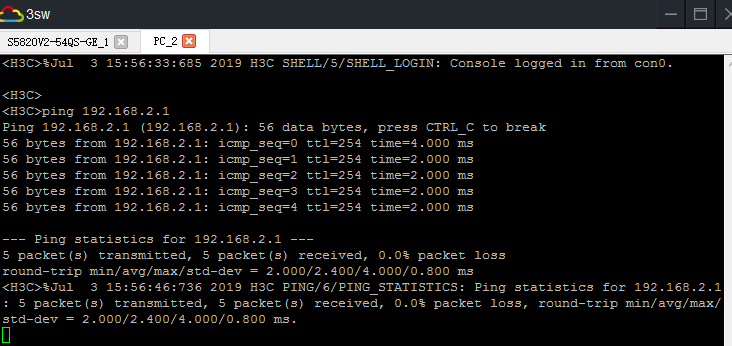 3sw
S5820V2-54QS-GE_1
PC_2
<H3C>%Jul  3 15:56:33:685 2019 H3C SHELL/5/SHELL_LOGIN: Console logged in from con0.
<H3C>
<H3C>ping 192.168.2.1
Ping 192.168.2.1 (192.168.2.1): 56 data bytes, press CTRL_C to break
56 bytes from 192.168.2.1: icmp_seq=0 ttl=254 time=4.000 ms
56 bytes from 192.168.2.1: icmp_seq=1 ttl=254 time=2.000 ms
56 bytes from 192.168.2.1: icmp_seq=2 ttl=254 time=2.000 ms
56 bytes from 192.168.2.1: icmp_seq=3 ttl=254 time=2.000 ms
56 bytes from 192.168.2.1: icmp_seq=4 ttl=254 time=2.000 ms
--- Ping statistics for 192.168.2.1 ---
5 packet(s) transmitted, 5 packet(s) received, 0.0% packet loss
round-trip min/avg/max/std-dev = 2.000/2.400/4.000/0.800 ms
<H3C>%Jul  3 15:56:46:736 2019 H3C PING/6/PING_STATISTICS: Ping statistics for 192.168.2.1
: 5 packet(s) transmitted, 5 packet(s) received, 0.0% packet loss, round-trip min/avg/max/
std-dev = 2.000/2.400/4.000/0.800 ms.